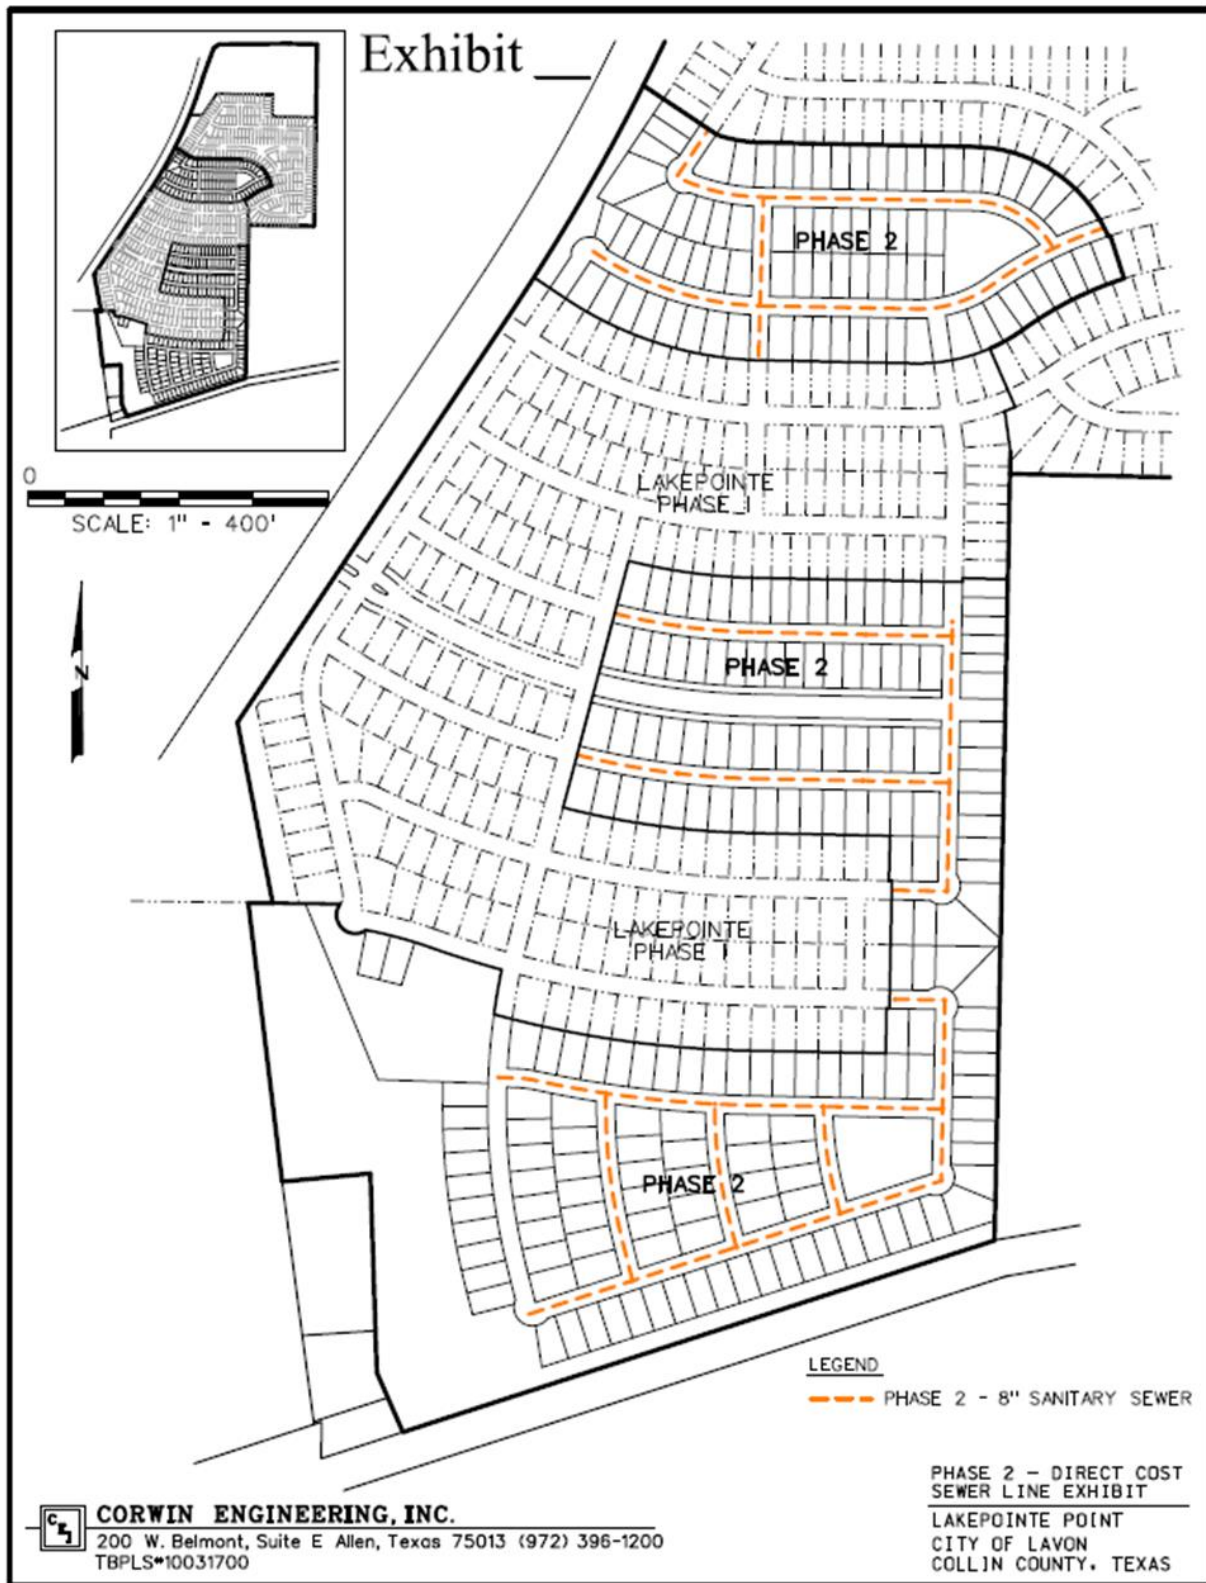 Exhibit ___
PHASE 2
0
SCALE: 1" - 400'
LAKEPOINTE
PHASE I
N
PHASE 2
LAKEPOINTE
PHASE I
PHASE 2
LEGEND
PHASE 2 - 8" SANITARY SEWER
PHASE 2 - DIRECT COST
SEWER LINE EXHIBIT
LAKEPOINTE POINT
CITY OF LAVON
COLLIN COUNTY, TEXAS
CEI
CORWIN ENGINEERING, INC.
200 W. Belmont, Suite E Allen, Texas 75013 (972) 396-1200
TBPLS#10031700